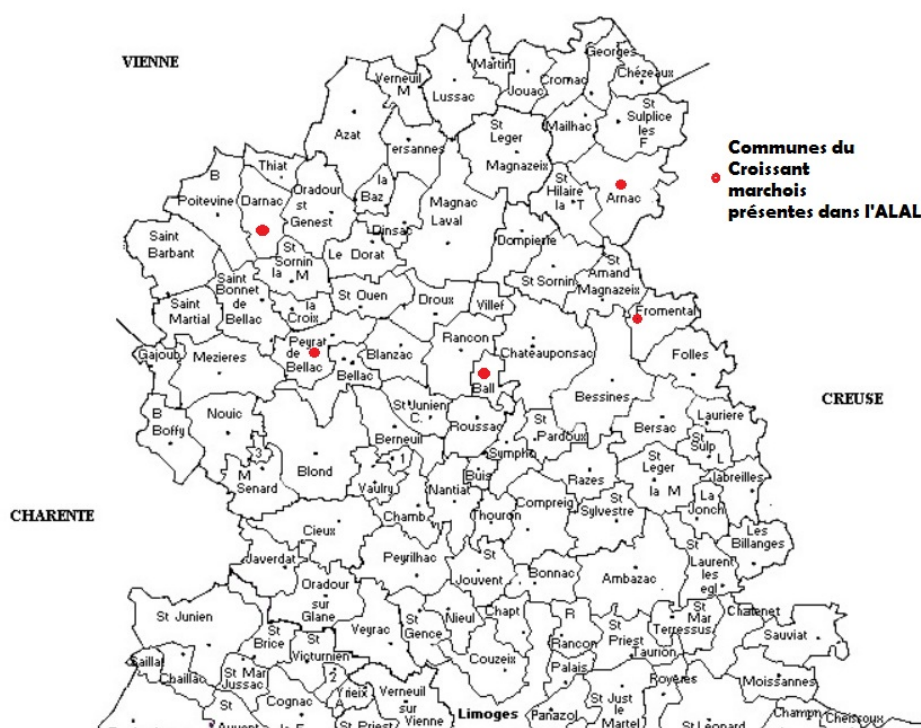 VIENNE
Martin
Georges
Chézeaux
Cromac
Jouac
Lussac
Verneuil
M
Azat
St
Sulplice
les
F
Mailhac
St
Leger
Magnazeix
ersannes
Communes du
Croissant
marchois
présentes dans l'ALAL
Thiat
B
Poitevine
Darnac
Oradour
st
Genest
la
Baz
Magnac
Laval
St
Hilaire
la T
Arnac
Dinsac
Dompierre
Saint
Barbant
St
Sornin
la M
Le Dorat
St
Amand
Magnazeix
St Sornin
Saint
Bonnet
de
Bellac
Saint
Martial
la
Croix
St Ouen
Droux
Villef
Fromental
Gajoub
Mezieres
Peyrat
de
Bellac
Bellac
Blanzac
Rancon
Ball
Chateauponsac
Folles
CREUSE
Bessines
B
Boffy
Nouic
St Junien
C
Berneuil
Roussac
St
Pardoux
Bersac
Lauriere
St
Sulp
L
3
M
Senard
Blond
1
Vaulry
Sympho
Buis
Nantiat
Razes
St
Leger
la M
Jabreilles
La
Jonch
CHARENTE
Cieux
Chamb
Thouron
Compreig
St
Sylvestre
Les
Billanges
Javerdat
Peyrilhac
St
Jouvent
Bonnac
Ambazac
St
Laurent
les
egl
Oradour
sur
Glane
St Junien
St
Brice
St
Victurnien
Veyrac
St
Gence
Nieul
Chapt
Couzeix
R
Rancon
Palais
St
Priest
Taurion
St
Mar
Terressus
Chatenet
Sauviat
Saillat
Chaillac
St Mar
Jussac
2
Cognac
Yrieix
A
Verneuil
sur
Vienne
Royères
Moissannes
St
St Priest
Limoges
Panazol
St Just
le
Martel
St Leonard
Champn
Cheissoux